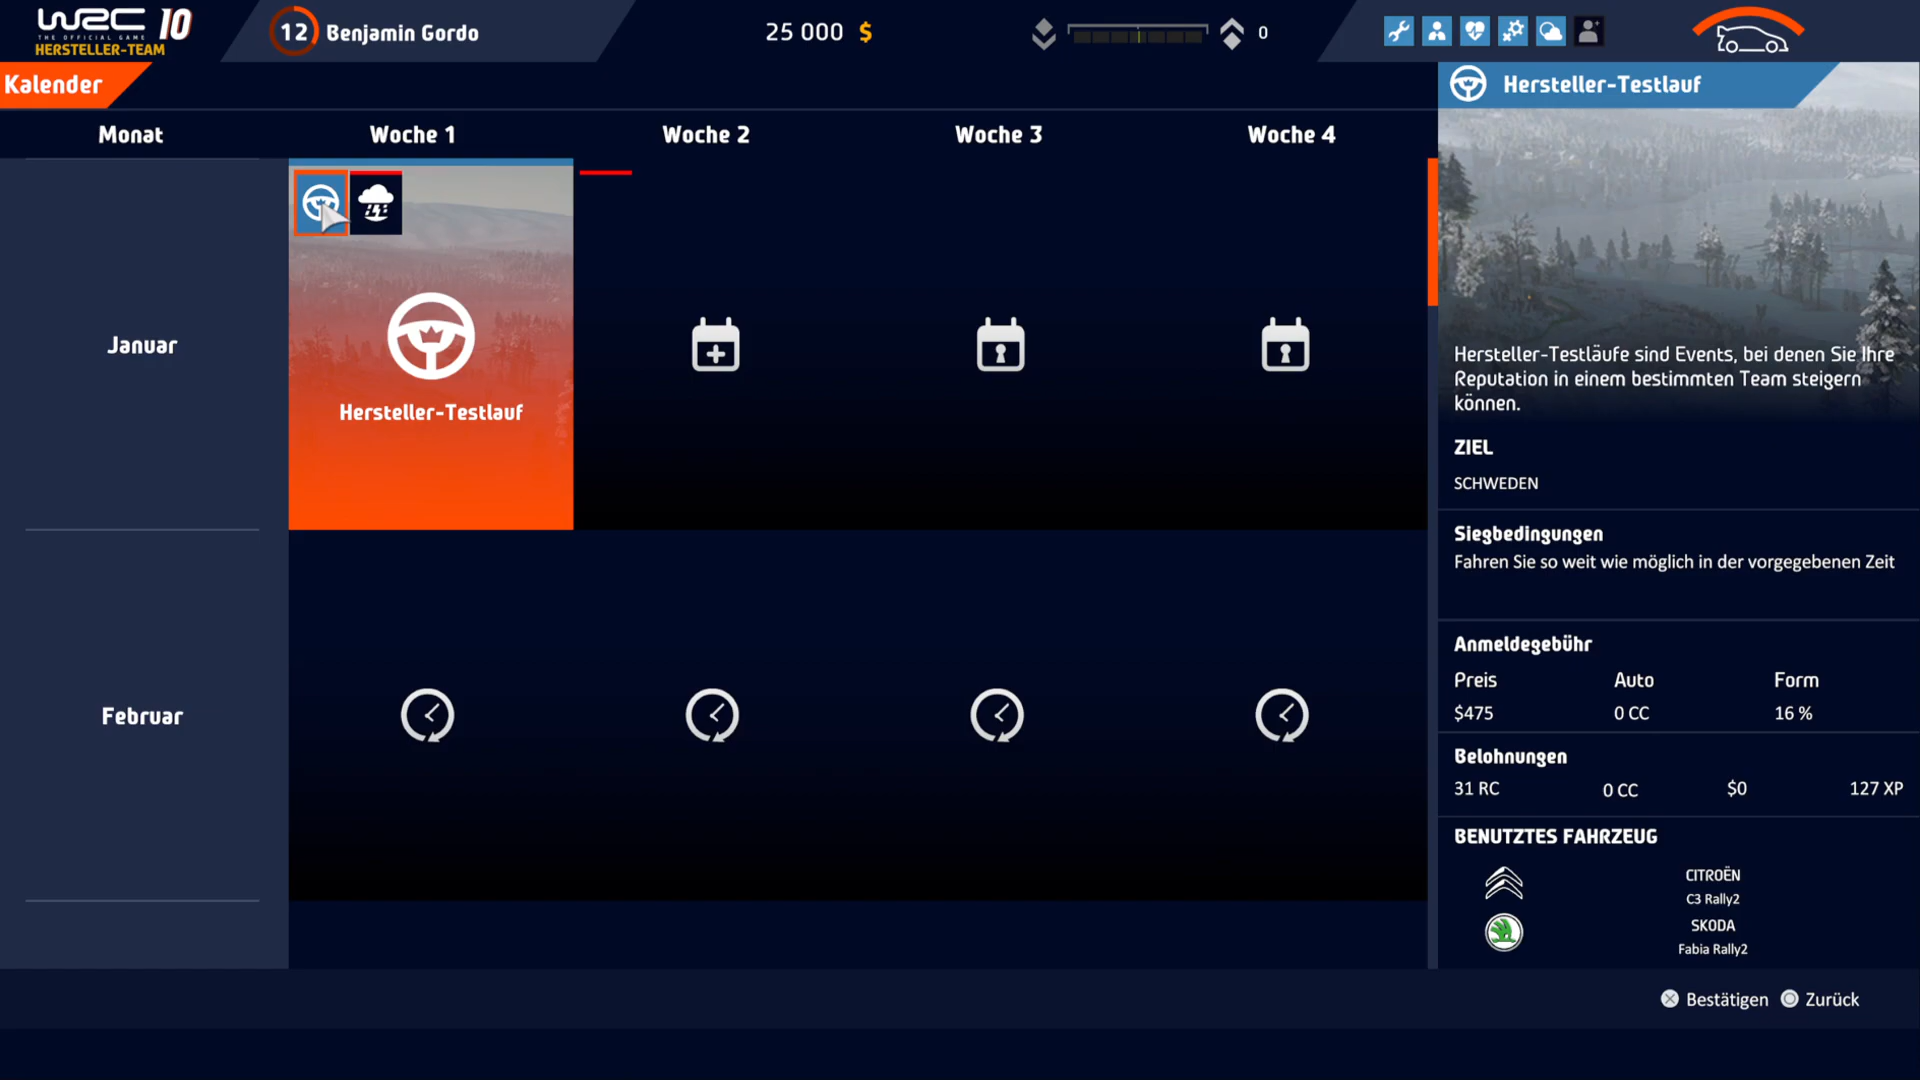 WRC 10
THE OFFICIAL GAME
HERSTELLER-TEAM
12 Benjamin Gordo
25 000 $
0
Kalender
Monat
Woche 1
Woche 2
Woche 3
Woche 4
Januar
Hersteller-Testlauf
Februar
Hersteller-Testlauf
Hersteller-Testläufe sind Events, bei denen Sie Ihre
Reputation in einem bestimmten Team steigern
können.
ZIEL
SCHWEDEN
Siegbedingungen
Fahren Sie so weit wie möglich in der vorgegebenen Zeit
Anmeldegebühr
Preis Auto Form
$475 0 CC 16 %
Belohnungen
31 RC 0 CC $0 127 XP
BENUTZTES FAHRZEUG
CITROËN
C3 Rally2
SKODA
Fabia Rally2
Bestätigen Zurück